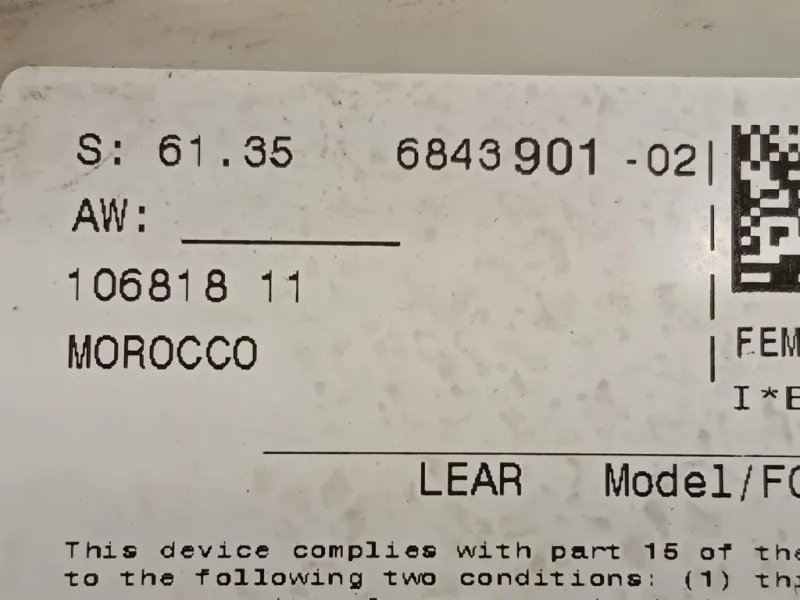 S: 61.35 6843901-02
AW:
106818 11
MOROCCO
FEM
I*E
LEAR Model/FC
This device complies with part 15 of the
to the following two conditions: (1) thi